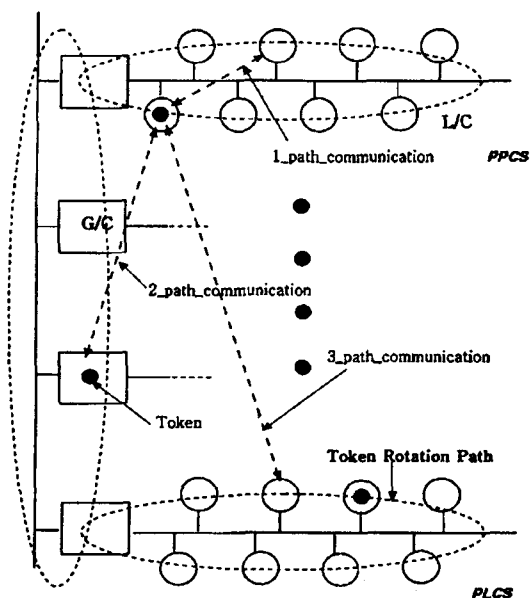 L/C
PPCS
1_path_communication
G/C
2_path_communication
3_path_communication
Token
Token Rotation Path
PLCS